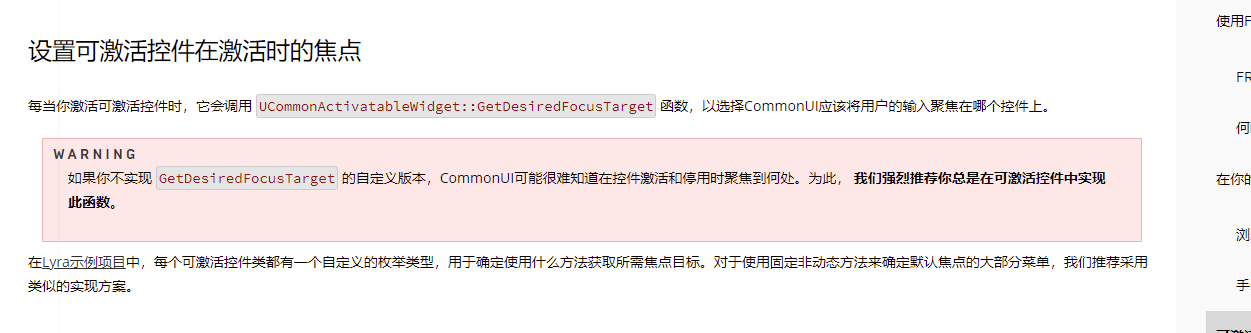 使用F
设置可激活控件在激活时的焦点
FR
每当你激活可激活控件时，它会调用 UCommonActivatableWidget::GetDesiredFocusTarget 函数，以选择CommonUI应该将用户的输入聚焦在哪个控件上。
WARNING
如果你不实现 GetDesiredFocusTarget 的自定义版本，CommonUI可能很难知道在控件激活和停用时聚焦到何处。为此， 我们强烈推荐你总是在可激活控件中实现
此函数。
在Lyra示例项目中，每个可激活控件类都有一个自定义的枚举类型，用于确定使用什么方法获取所需焦点目标。对于使用固定非动态方法来确定默认焦点的大部分菜单，我们推荐采用
类似的实现方案。
在你的
手